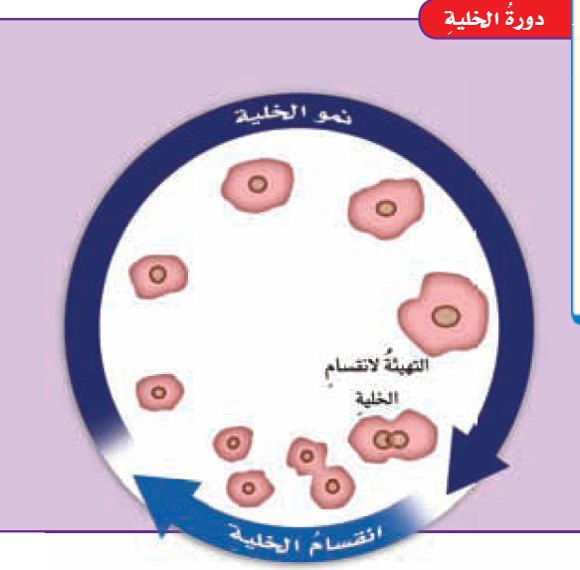 دورةُ الخليةِ
نمو الخلية
التهيئةُ لانقسامِ
الخليةِ
انقسامُ الخليةِ